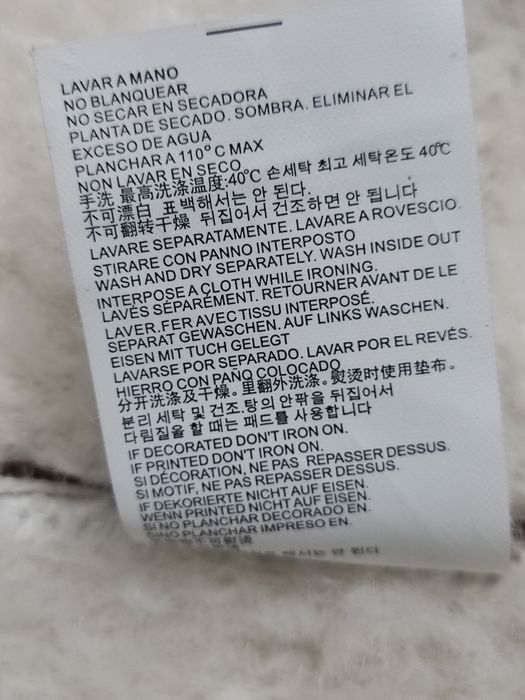 LAVAR A MANO
NO BLANQUEAR
NO SECAR EN SECADORA
PLANTA DE SECADO. SOMBRA. ELIMINAR EL
EXCESO DE AGUA
PLANCHAR A 110° C MAX
NON LAVAR EN SECO
手洗 最高洗涤温度:40℃ 손세탁 최고 세탁온도 40℃
不可漂白 표백해서는 안 된다.
不可翻转干燥 뒤집어서 건조하면 안 됩니다
LAVARE SEPARATAMENTE. LAVARE A ROVESCIO.
STIRARE CON PANNO INTERPOSTO
WASH AND DRY SEPARATELY. WASH INSIDE OUT
INTERPOSE A CLOTH WHILE IRONING.
LAVÉS SÉPARÉMENT. RETOURNER AVANT DE LE
LAVER.FER AVEC TISSU INTERPOSÉ.
SEPARAT GEWASCHEN. AUF LINKS WASCHEN.
EISEN MIT TUCH GELEGT
LAVARSE POR SEPARADO. LAVAR POR EL REVÉS.
HIERRO CON PAÑO COLOCADO
分开洗涤及干燥。里翻外洗涤。熨烫时使用垫布。
분리 세탁 및 건조.탕의 안팎을 뒤집어서
다림질을 할 때는 패드를 사용합니다
IF DECORATED DON'T IRON ON.
IF PRINTED DON'T IRON ON.
SI DÉCORATION, NE PAS REPASSER DESSUS.
SI MOTIF, NE PAS REPASSER DESSUS.
IF DEKORIERTE NICHT AUF EISEN.
WENN PRINTED NICHT AUF EISEN.
SI NO PLANCHAR DECORADO EN.
SINO PLANCHAR IMPRESO EN.
不可熨烫
해서는 안 된다